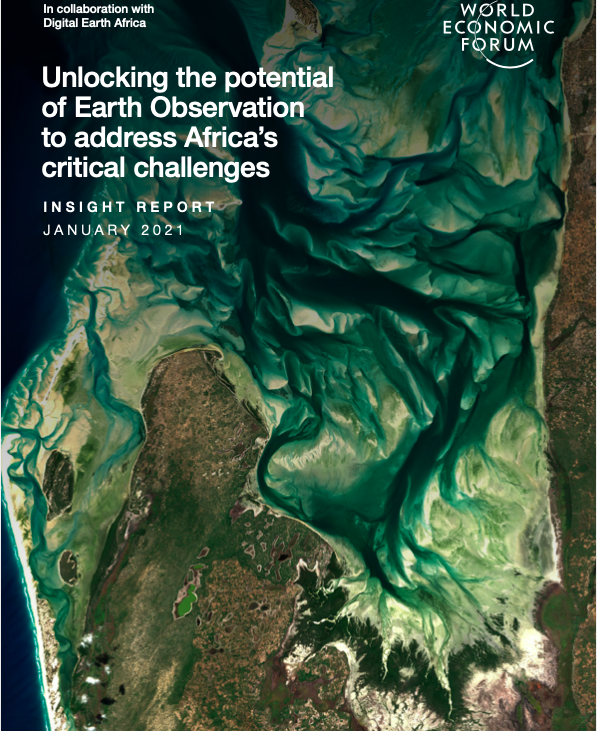 In collaboration with
Digital Earth Africa
WORLD
ECONOMIC
FORUM
Unlocking the potential
of Earth Observation
to address Africa's
critical challenges
INSIGHT REPORT
JANUARY 2021